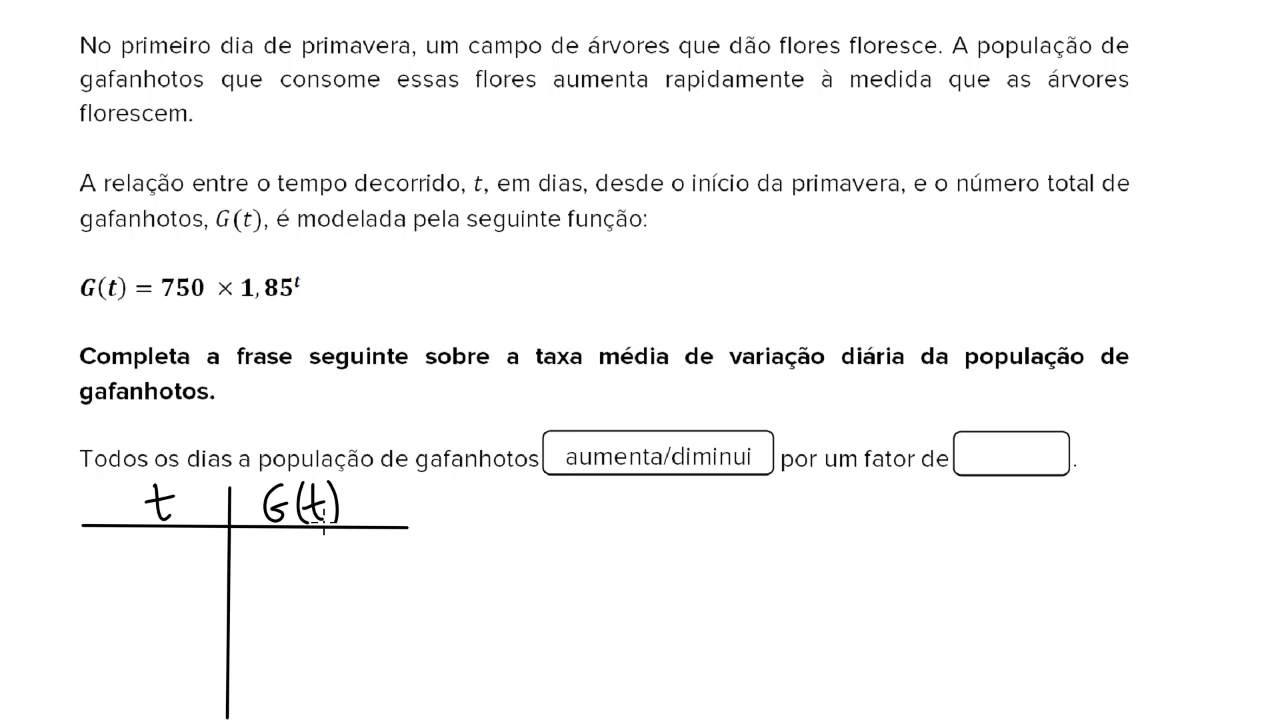 No primeiro dia de primavera, um campo de árvores que dão flores floresce. A população de
gafanhotos que consome essas flores aumenta rapidamente à medida que as árvores
florescem.
A relação entre o tempo decorrido, t, em dias, desde o início da primavera, e o número total de
gafanhotos, G(t), é modelada pela seguinte função:
G(t) = 750 × 1,85^t
Completa a frase seguinte sobre a taxa média de variação diária da população de
gafanhotos.
Todos os dias a população de gafanhotos aumenta/diminui por um fator de .
t G(t)